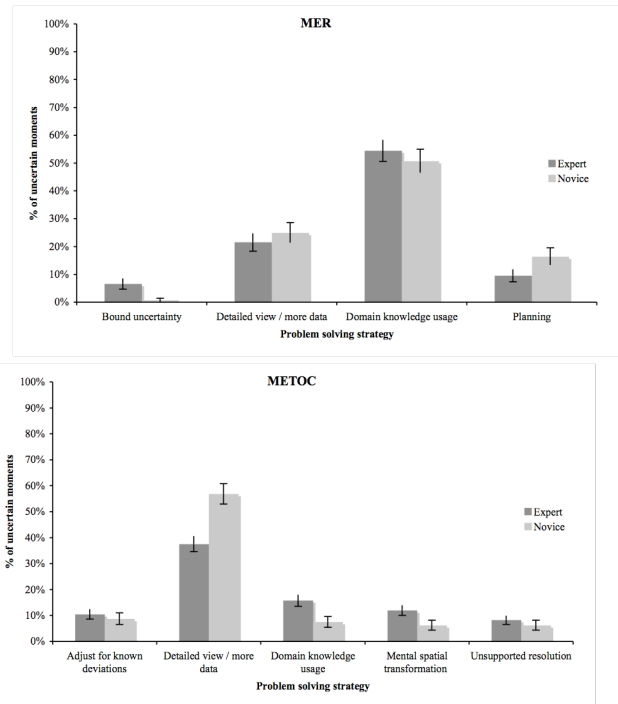 MER
100%
90%
80%
70%
60%
50%
40%
30%
20%
10%
0%
% of uncertain moments
Expert
Novice
Bound uncertainty
Detailed view / more data
Domain knowledge usage
Planning
Problem solving strategy
METOC
100%
90%
80%
70%
60%
50%
40%
30%
20%
10%
0%
% of uncertain moments
Expert
Novice
Adjust for known
deviations
Detailed view / more
data
Domain knowledge
usage
Mental spatial
transformation
Unsupported resolution
Problem solving strategy